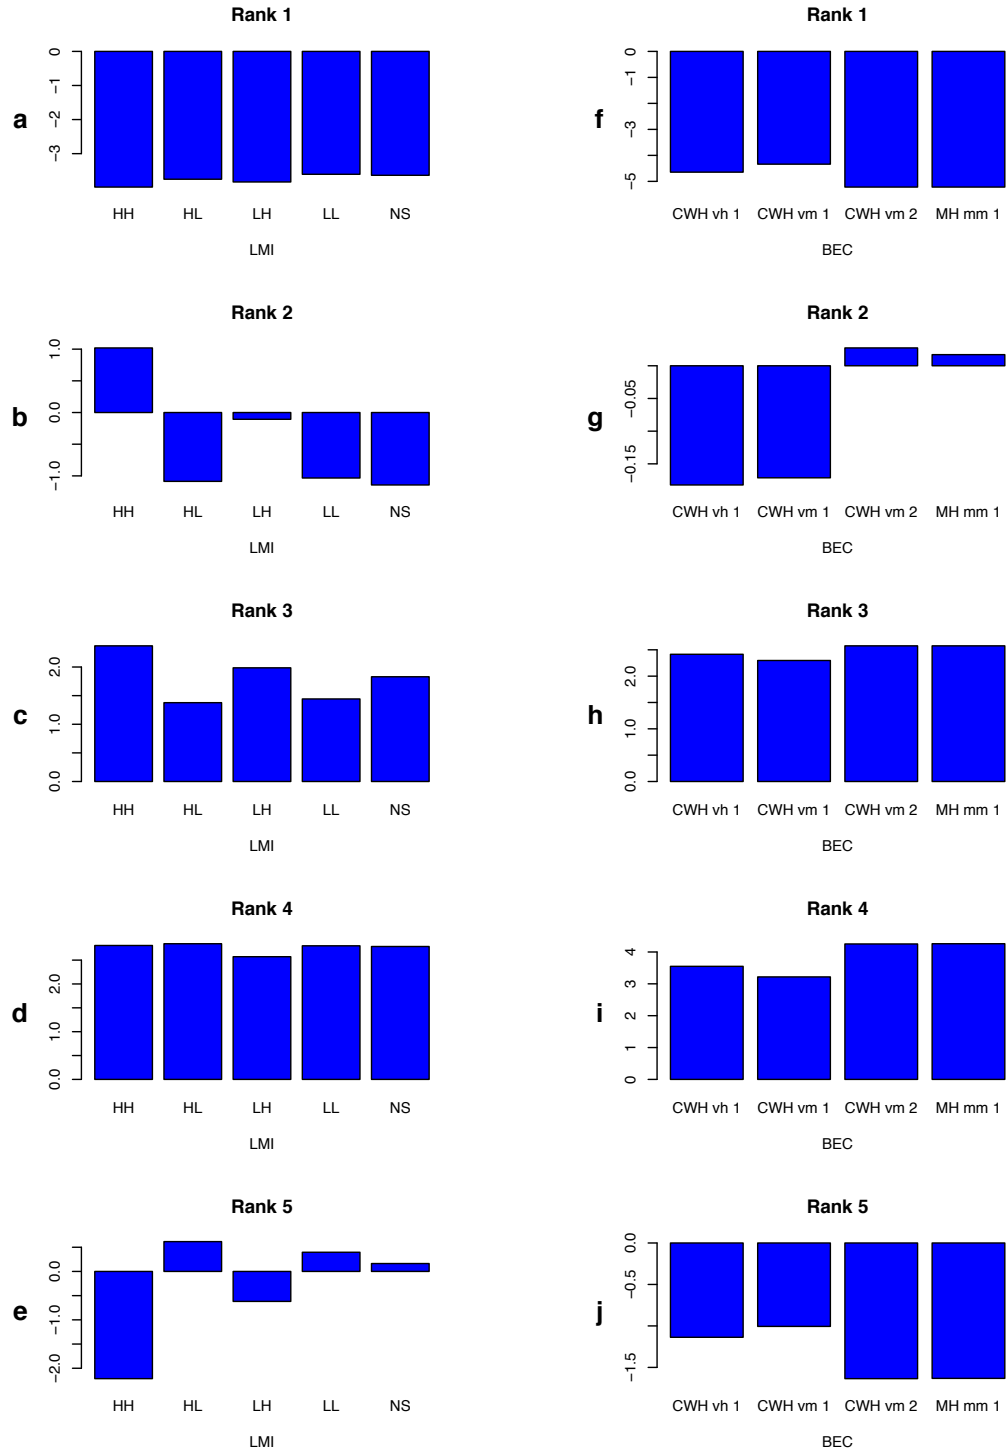 Rank 1
a
0
−1
−2
−3
HH HL LH LL NS
LMI
Rank 1
f
0
−1
−3
−5
CWH vh 1 CWH vm 1 CWH vm 2 MH mm 1
BEC
Rank 2
b
1.0
0.0
−1.0
HH HL LH LL NS
LMI
Rank 2
g
−0.05
−0.15
CWH vh 1 CWH vm 1 CWH vm 2 MH mm 1
BEC
Rank 3
c
2.0
1.0
0.0
HH HL LH LL NS
LMI
Rank 3
h
2.0
1.0
0.0
CWH vh 1 CWH vm 1 CWH vm 2 MH mm 1
BEC
Rank 4
d
2.0
1.0
0.0
HH HL LH LL NS
LMI
Rank 4
i
4
3
2
1
0
CWH vh 1 CWH vm 1 CWH vm 2 MH mm 1
BEC
Rank 5
e
0.0
−1.0
−2.0
HH HL LH LL NS
LMI
Rank 5
j
0.0
−0.5
−1.5
CWH vh 1 CWH vm 1 CWH vm 2 MH mm 1
BEC